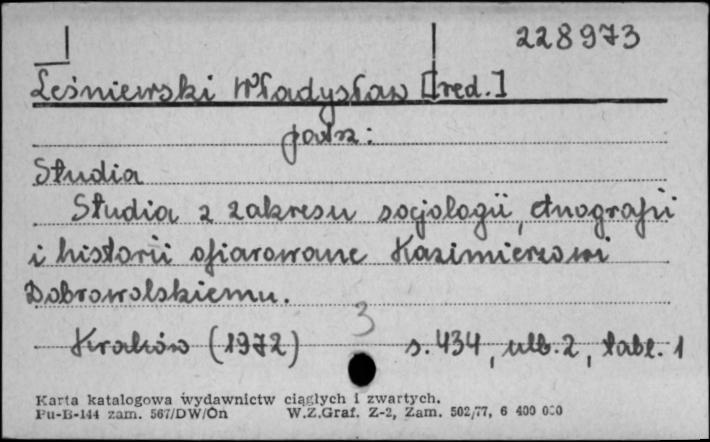 228973
Leśniewski Władysław [red.]
patrz:
Studia
Studia z zakresu socjologii, etnografii
i historii ofiarowane Kazimierzowi
Dobrowolskiemu.
3
Kraków (1972) s. 434, ulb. 2, tabl. 1
Karta katalogowa wydawnictw ciągłych i zwartych.
Pu-B-144 zam. 567/DW/On W.Z.Graf. Z-2, Zam. 502/77, 6 400 000